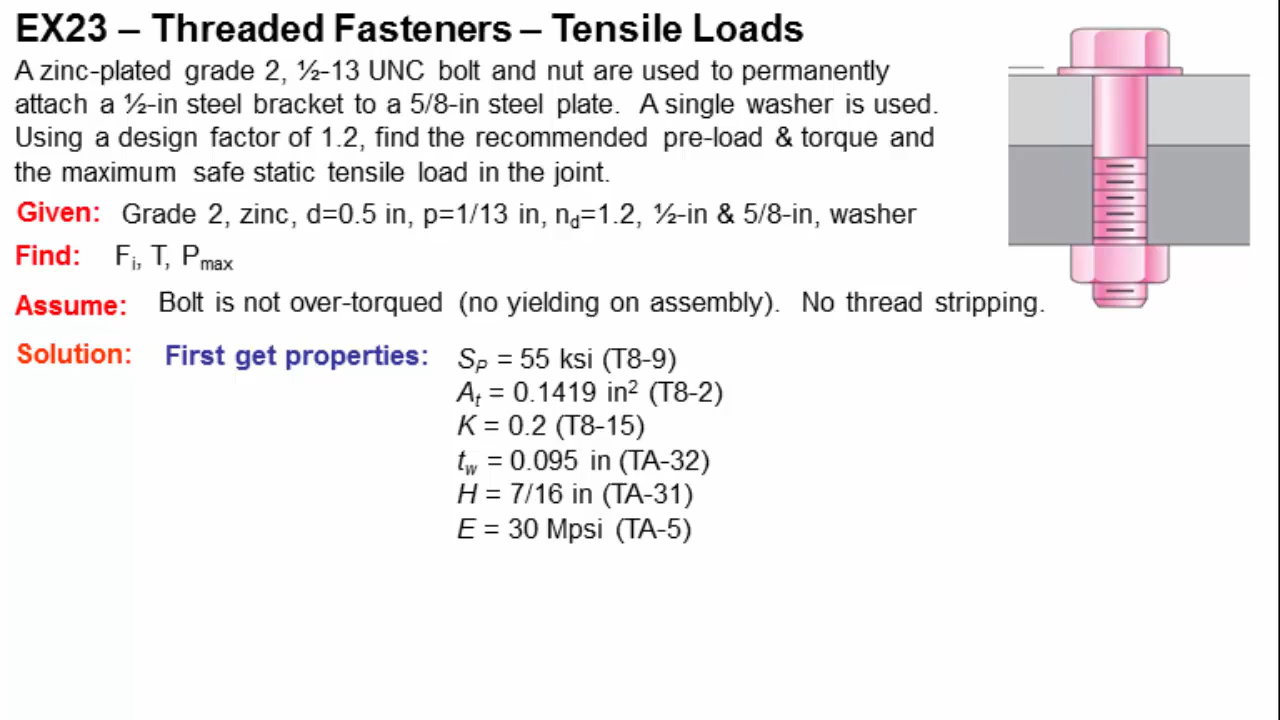 EX23 – Threaded Fasteners – Tensile Loads
A zinc-plated grade 2, ½-13 UNC bolt and nut are used to permanently
attach a ½-in steel bracket to a 5/8-in steel plate. A single washer is used.
Using a design factor of 1.2, find the recommended pre-load & torque and
the maximum safe static tensile load in the joint.
Given: Grade 2, zinc, d=0.5 in, p=1/13 in, n_d=1.2, ½-in & 5/8-in, washer
Find: F_i, T, P_max
Assume: Bolt is not over-torqued (no yielding on assembly). No thread stripping.
Solution: First get properties: S_P = 55 ksi (T8-9)
A_t = 0.1419 in² (T8-2)
K = 0.2 (T8-15)
t_w = 0.095 in (TA-32)
H = 7/16 in (TA-31)
E = 30 Mpsi (TA-5)